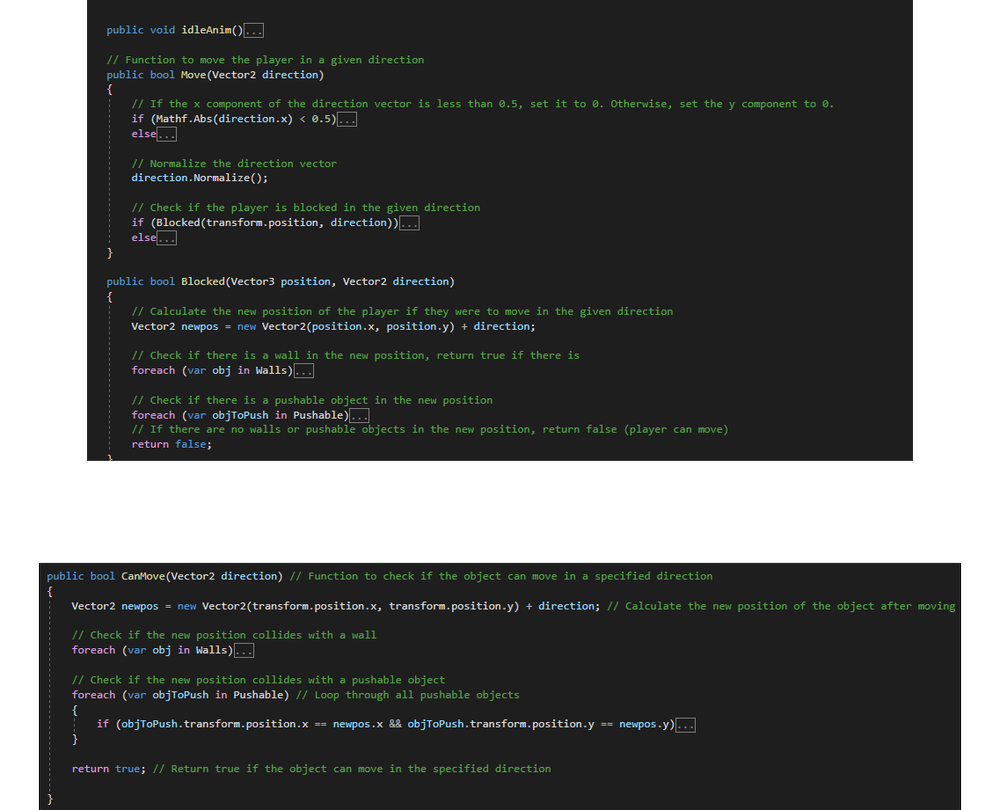 public void idleAnim()...
// Function to move the player in a given direction
public bool Move(Vector2 direction)
{
// If the x component of the direction vector is less than 0.5, set it to 0. Otherwise, set the y component to 0.
if (Mathf.Abs(direction.x) < 0.5)...
else...
// Normalize the direction vector
direction.Normalize();
// Check if the player is blocked in the given direction
if (Blocked(transform.position, direction))...
else...
}
public bool Blocked(Vector3 position, Vector2 direction)
{
// Calculate the new position of the player if they were to move in the given direction
Vector2 newpos = new Vector2(position.x, position.y) + direction;
// Check if there is a wall in the new position, return true if there is
foreach (var obj in Walls)...
// Check if there is a pushable object in the new position
foreach (var objToPush in Pushable)...
// If there are no walls or pushable objects in the new position, return false (player can move)
return false;
}
public bool CanMove(Vector2 direction) // Function to check if the object can move in a specified direction
{
Vector2 newpos = new Vector2(transform.position.x, transform.position.y) + direction; // Calculate the new position of the object after moving
// Check if the new position collides with a wall
foreach (var obj in Walls)...
// Check if the new position collides with a pushable object
foreach (var objToPush in Pushable) // Loop through all pushable objects
{
if (objToPush.transform.position.x == newpos.x && objToPush.transform.position.y == newpos.y)...
}
return true; // Return true if the object can move in the specified direction
}